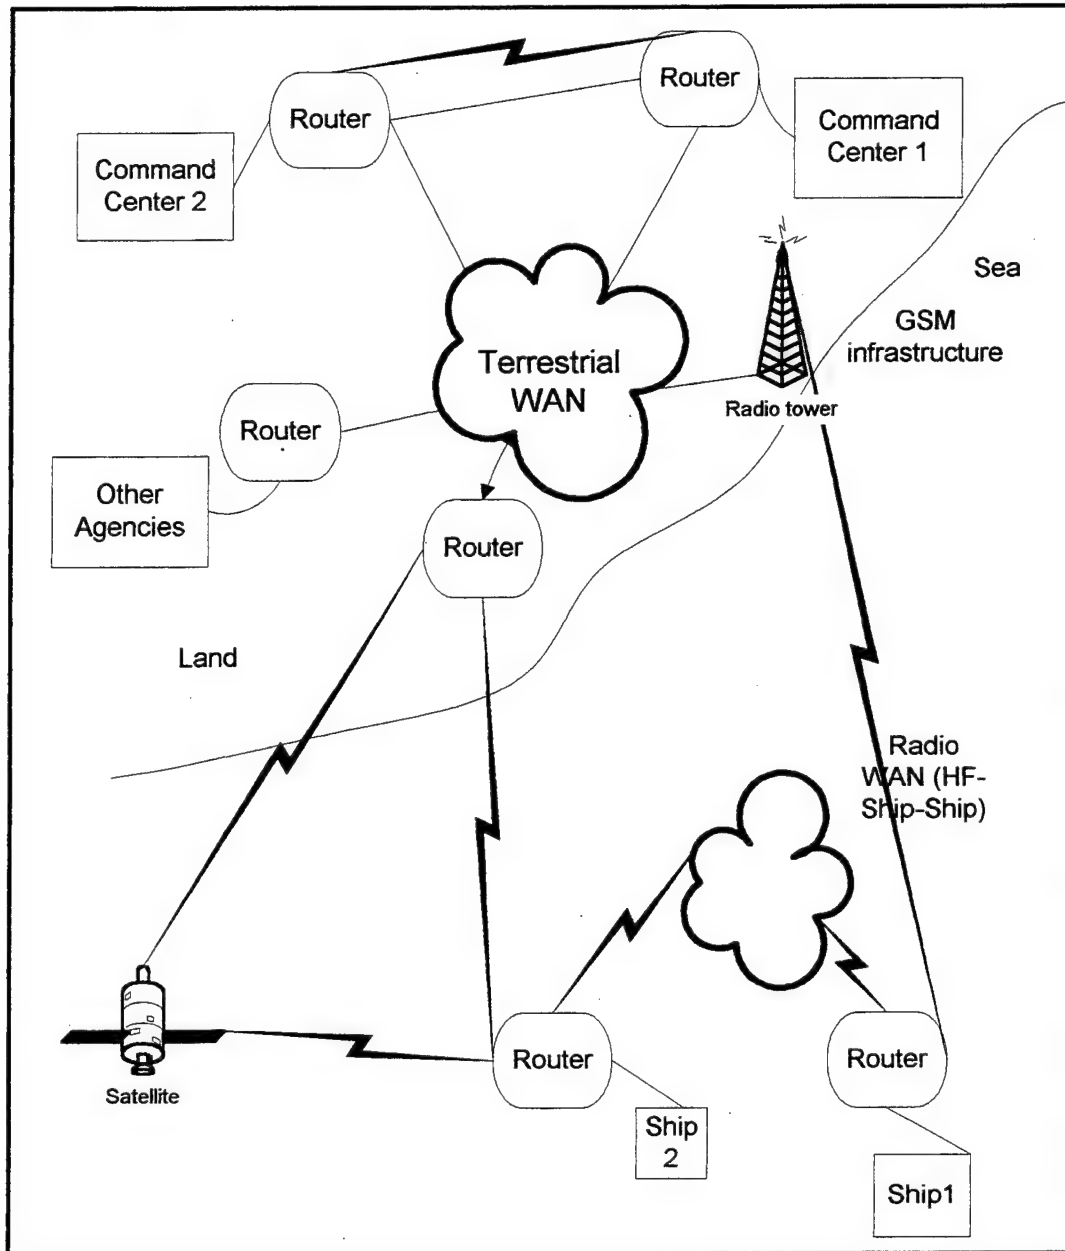 Router
Router
Command
Center 1
Command
Center 2
Sea
GSM
infrastructure
Terrestrial
WAN
Radio tower
Router
Other
Agencies
Router
Land
Radio
WAN (HF-
Ship-Ship)
Router
Router
Satellite
Ship
2
Ship1